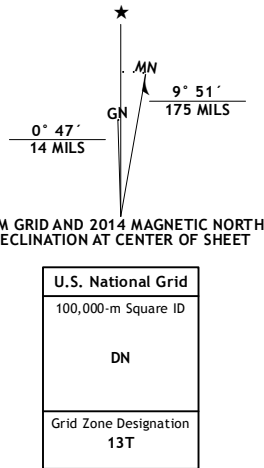 ★
MN
GN
9° 51´
175 MILS
0° 47´
14 MILS
M GRID AND 2014 MAGNETIC NORTH
ECLINATION AT CENTER OF SHEET
U.S. National Grid
100,000-m Square ID
DN
Grid Zone Designation
13T